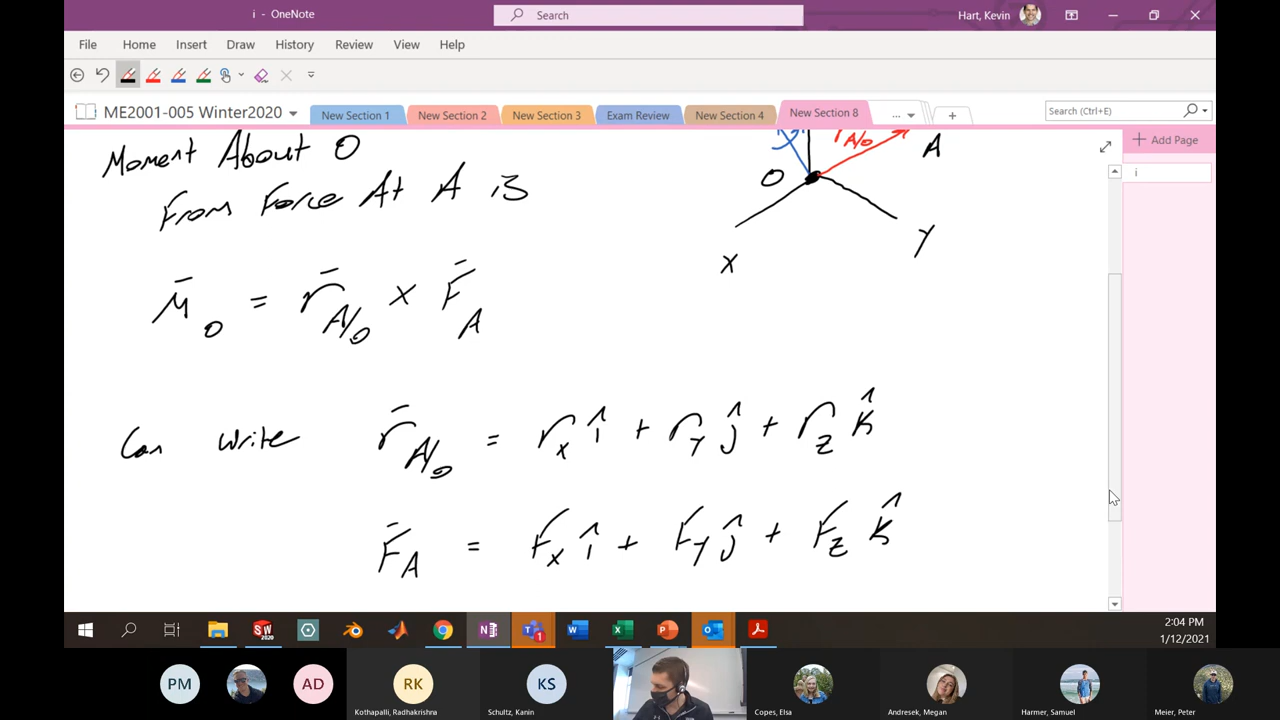 i - OneNote
Search
Hart, Kevin
File Home Insert Draw History Review View Help
ME2001-005 Winter2020
New Section 1
New Section 2
New Section 3
Exam Review
New Section 4
New Section 8
...
Search (Ctrl+E)
Add Page
i
Moment About O
From Force At A is
r̄ A/O
A
O
X
Y
M̄ O = r̄ A/O × F̄ A
Can write r̄ A/O = rx î + ry ĵ + rz k̂
F̄ A = Fx î + Fy ĵ + Fz k̂
2:04 PM
1/12/2021
PM
AD
RK
Kothapalli, Radhakrishna
KS
Schultz, Kanin
Copes, Elsa
Andresek, Megan
Harmer, Samuel
Meier, Peter